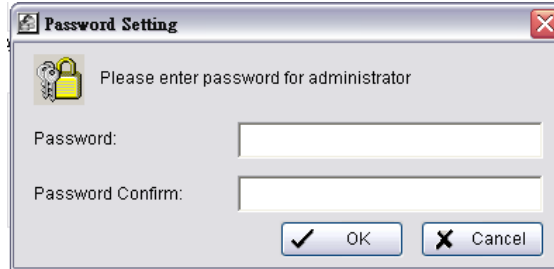 Password Setting
Please enter password for administrator
Password:
Password Confirm:
OK
Cancel